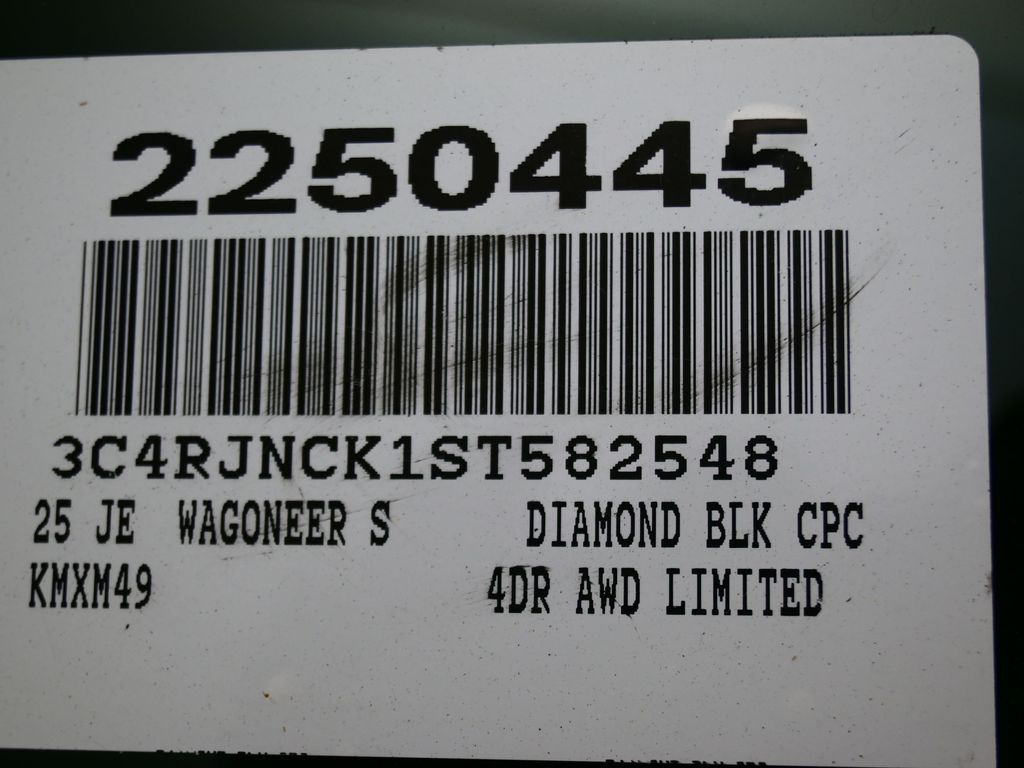 2250445
3C4RJNCK1ST582548
25 JE WAGONEER S DIAMOND BLK CPC
KMXM49 4DR AWD LIMITED